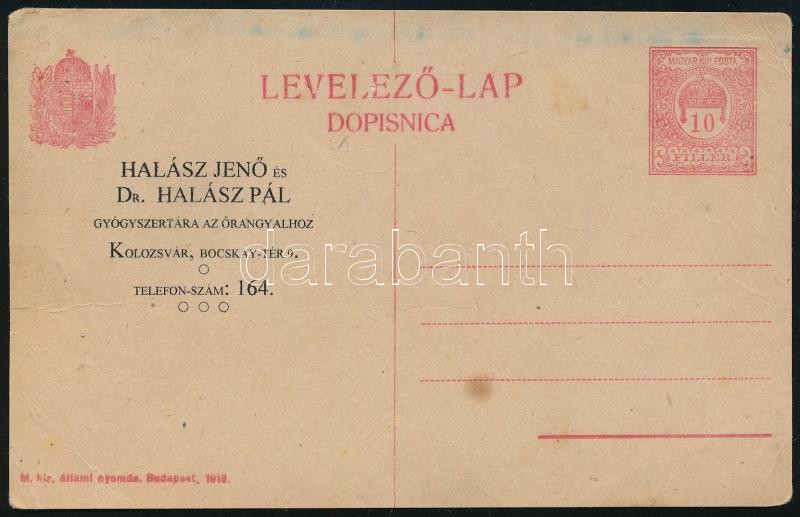 LEVELEZŐ-LAP
DOPISNICA
MAGYAR KIR. POSTA
10
FILLÉR
HALÁSZ JENŐ ÉS
DR. HALÁSZ PÁL
GYÓGYSZERTÁRA AZ ŐRANGYALHOZ
KOLOZSVÁR, BOCSKAY-TÉR 9.
TELEFON-SZÁM: 164.
darabanth
M. kir. állami nyomda. Budapest, 1918.